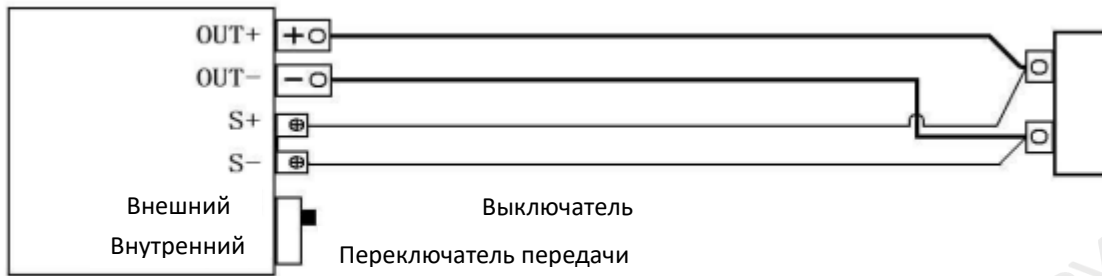 OUT+
OUT−
S+
S−
Внешний Выключатель
Внутренний Переключатель передачи